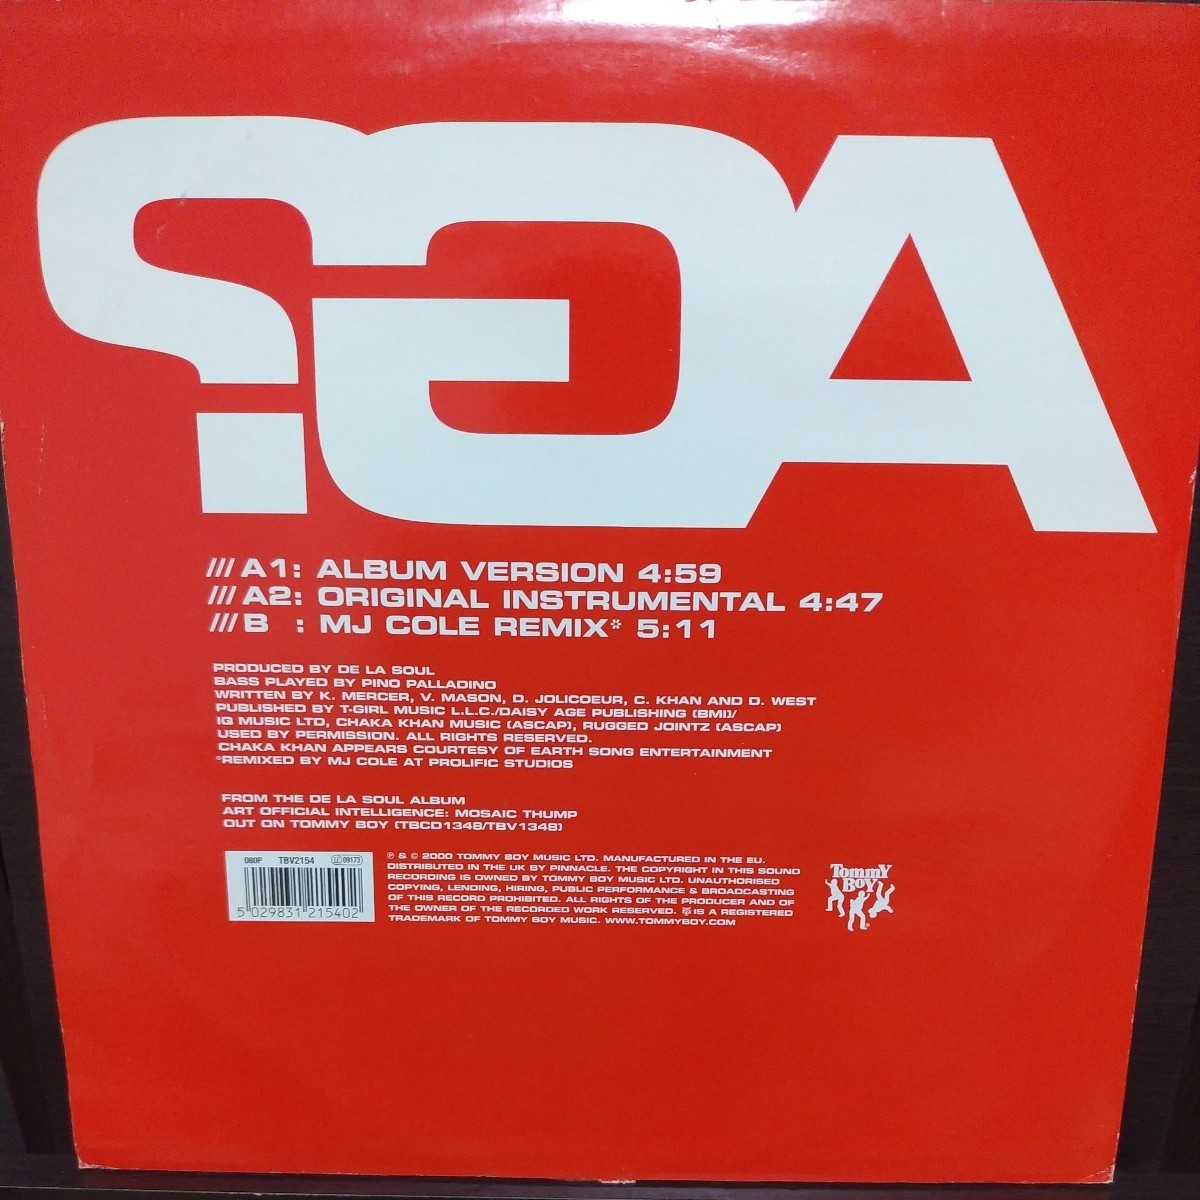 ?GA
///A1: ALBUM VERSION 4:59
///A2: ORIGINAL INSTRUMENTAL 4:47
///B : MJ COLE REMIX* 5:11
PRODUCED BY DE LA SOUL
BASS PLAYED BY PINO PALLADINO
WRITTEN BY K. MERCER, V. MASON, D. JOLICOEUR, C. KHAN AND D. WEST
PUBLISHED BY T-GIRL MUSIC L.L.C./DAISY AGE PUBLISHING (BMI)/
IQ MUSIC LTD, CHAKA KHAN MUSIC (ASCAP), RUGGED JOINTZ (ASCAP)
USED BY PERMISSION. ALL RIGHTS RESERVED.
CHAKA KHAN APPEARS COURTESY OF EARTH SONG ENTERTAINMENT
*REMIXED BY MJ COLE AT PROLIFIC STUDIOS
FROM THE DE LA SOUL ALBUM
ART OFFICIAL INTELLIGENCE: MOSAIC THUMP
OUT ON TOMMY BOY (TBCD1348/TBV1348)
080P TBV2154 LC 09173
5 029831 215402
℗ & © 2000 TOMMY BOY MUSIC LTD. MANUFACTURED IN THE EU.
DISTRIBUTED IN THE UK BY PINNACLE. THE COPYRIGHT IN THIS SOUND
RECORDING IS OWNED BY TOMMY BOY MUSIC LTD. UNAUTHORISED
COPYING, LENDING, HIRING, PUBLIC PERFORMANCE & BROADCASTING
OF THIS RECORD PROHIBITED. ALL RIGHTS OF THE PRODUCER AND OF
THE OWNER OF THE RECORDED WORK RESERVED. IS A REGISTERED
TRADEMARK OF TOMMY BOY MUSIC. WWW.TOMMYBOY.COM
Tommy
Boy